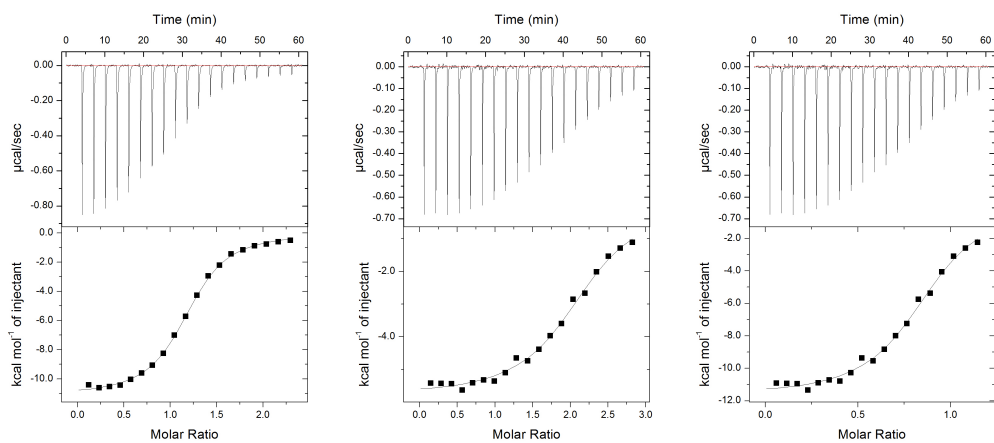 Time (min)
0 10 20 30 40 50 60
0.00
-0.20
-0.40
-0.60
-0.80
µcal/sec
0.0
-2.0
-4.0
-6.0
-8.0
-10.0
kcal mol⁻¹ of injectant
0.0 0.5 1.0 1.5 2.0
Molar Ratio
Time (min)
0 10 20 30 40 50 60
0.00
-0.10
-0.20
-0.30
-0.40
-0.50
-0.60
-0.70
µcal/sec
-2.0
-4.0
kcal mol⁻¹ of injectant
0.0 0.5 1.0 1.5 2.0 2.5 3.0
Molar Ratio
Time (min)
0 10 20 30 40 50 60
0.00
-0.10
-0.20
-0.30
-0.40
-0.50
-0.60
-0.70
µcal/sec
-2.0
-4.0
-6.0
-8.0
-10.0
-12.0
kcal mol⁻¹ of injectant
0.0 0.5 1.0
Molar Ratio